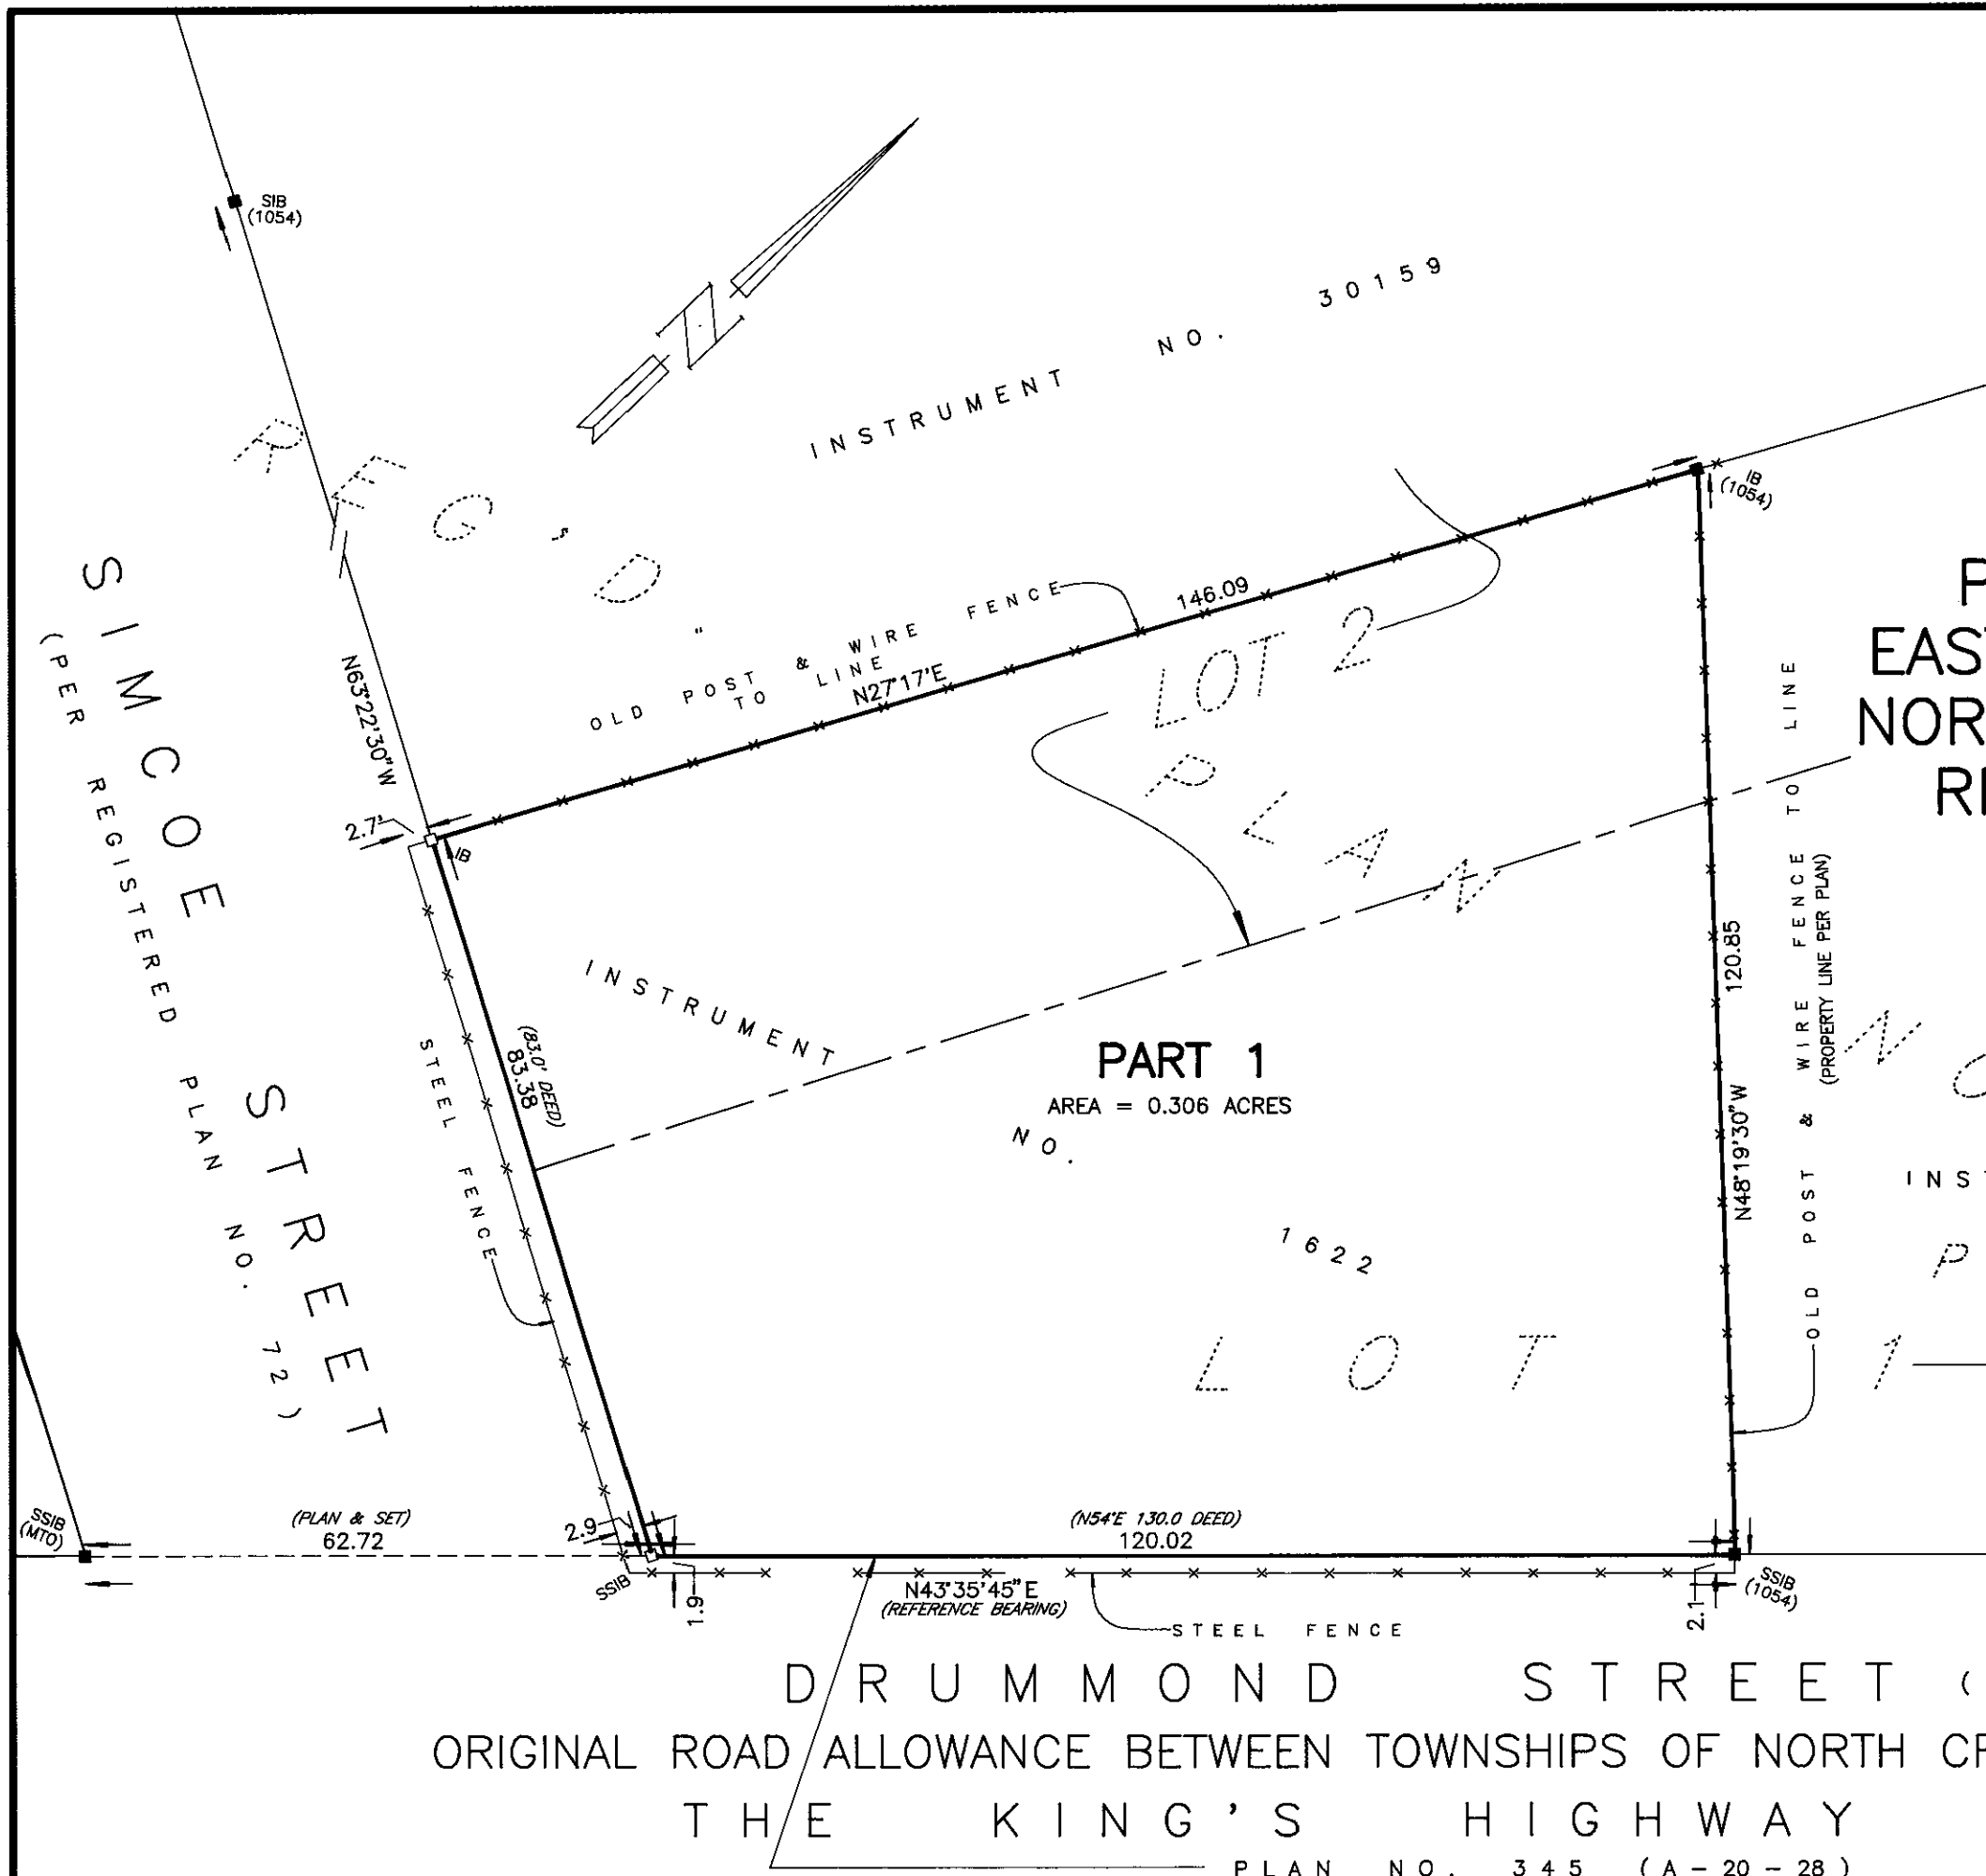 SIB
(1054)
INSTRUMENT NO. 30159
REG'D
"
IB
(1054)
OLD POST & WIRE FENCE
TO LINE
N27°17'E
146.09
LOT 2
PLAN
SIMCOE STREET
(PER REGISTERED PLAN NO. 72)
N63°22'30"W
2.7'
IB
STEEL FENCE
(83.0' DEED)
83.38
INSTRUMENT NO. 1622
PART 1
AREA = 0.306 ACRES
120.85
N48°19'30"W
OLD POST & WIRE FENCE TO LINE
(PROPERTY LINE PER PLAN)
P
EAST
NOR
RE
NO
INS
P
LOT 1
SSIB
(MTO)
(PLAN & SET)
62.72
2.9
SSIB
1.9
(N54°E 130.0 DEED)
120.02
N43°35'45"E
(REFERENCE BEARING)
2.1
SSIB
(1054)
STEEL FENCE
DRUMMOND STREET (
ORIGINAL ROAD ALLOWANCE BETWEEN TOWNSHIPS OF NORTH CR
THE KING'S HIGHWAY
PLAN NO. 345 (A-20-28)